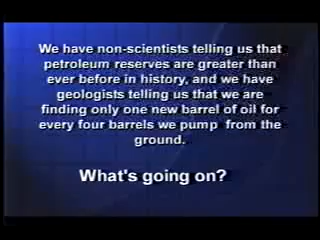 We have non-scientists telling us that
petroleum reserves are greater than
ever before in history, and we have
geologists telling us that we are
finding only one new barrel of oil for
every four barrels we pump from the
ground.
What's going on?